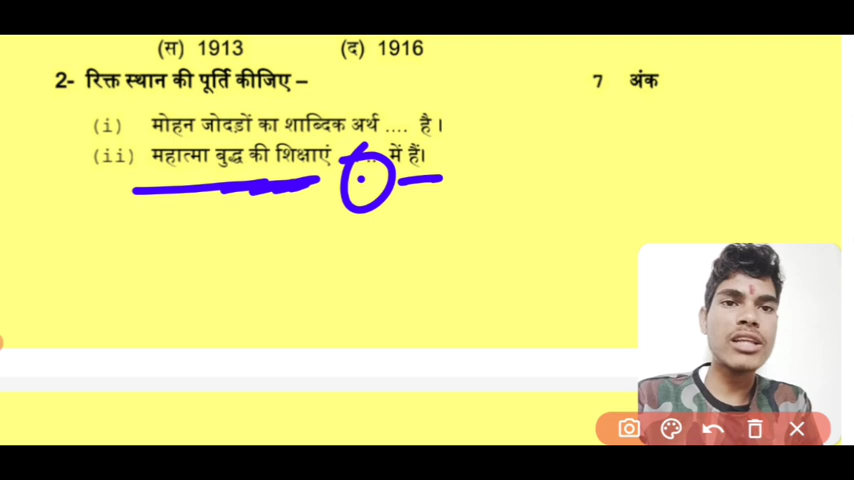 (स) 1913 (द) 1916
2- रिक्त स्थान की पूर्ति कीजिए – 7 अंक
(i) मोहन जोदड़ों का शाब्दिक अर्थ .... है।
(ii) महात्मा बुद्ध की शिक्षाएं .... में हैं।